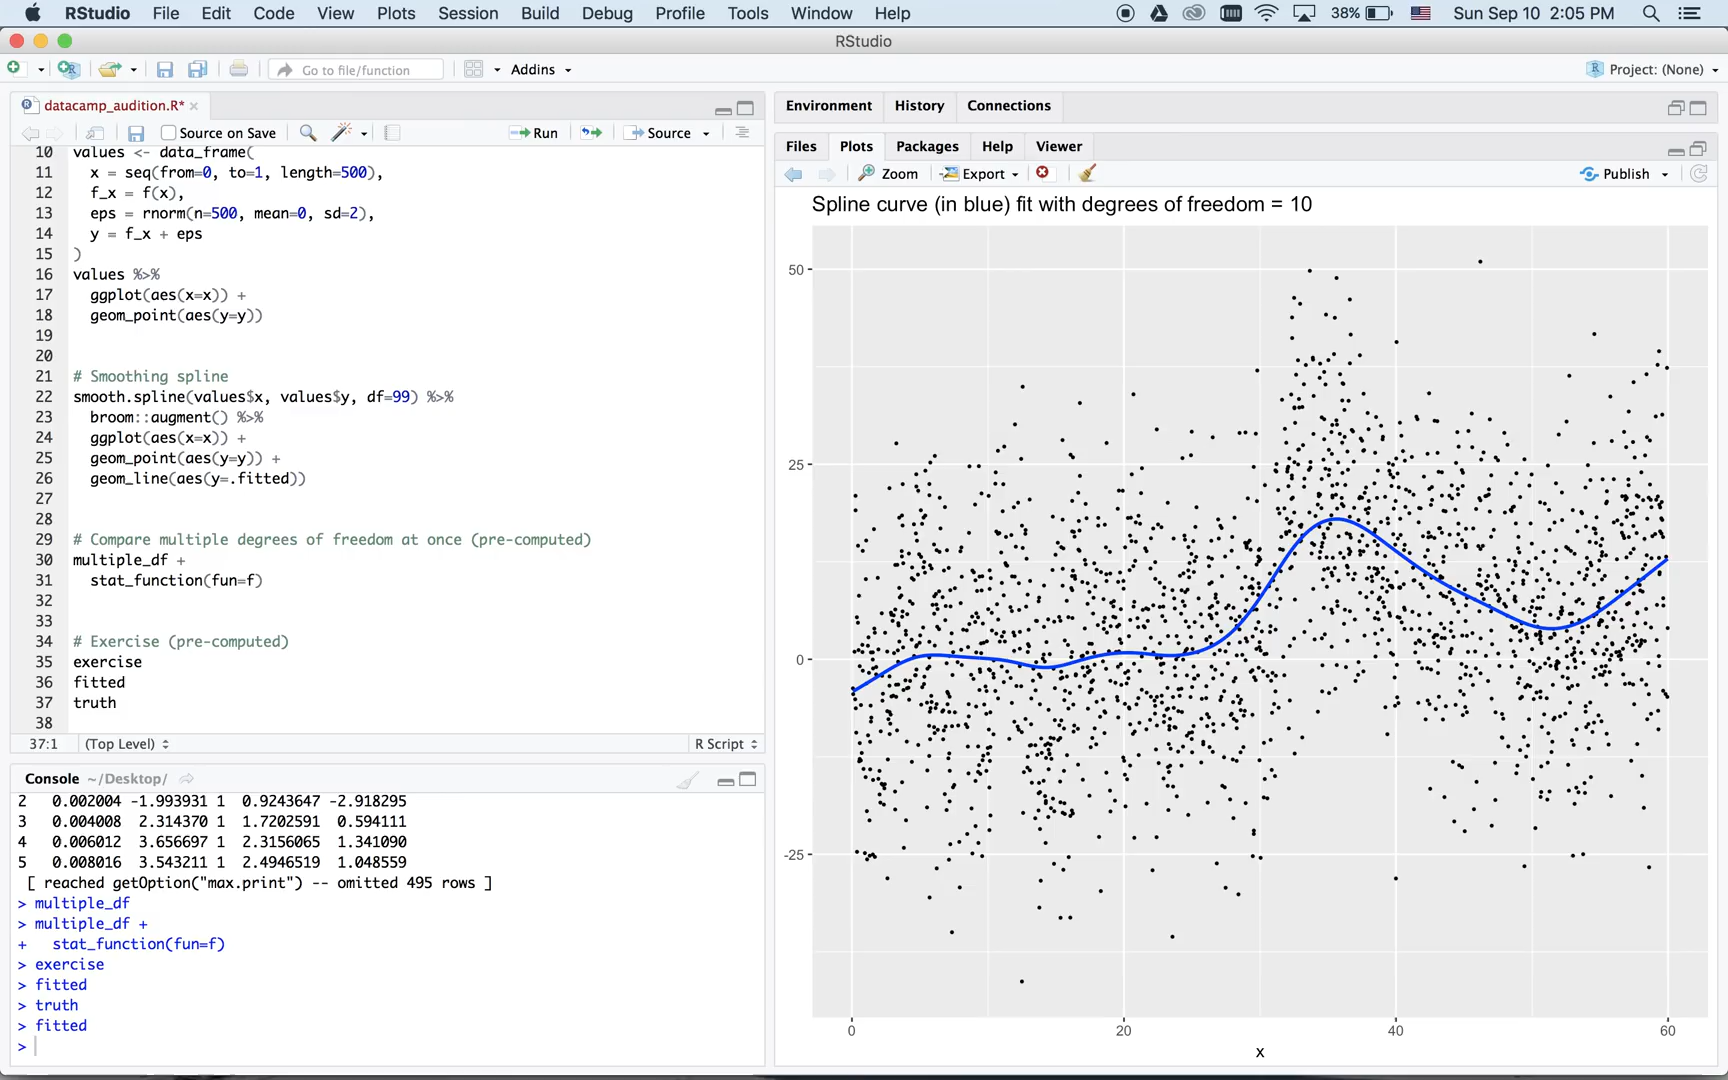 RStudio File Edit Code View Plots Session Build Debug Profile Tools Window Help 38% Sun Sep 10 2:05 PM
RStudio
Go to file/function Addins Project: (None)
datacamp_audition.R*
Source on Save Run Source
10 values <- data_frame(
11 x = seq(from=0, to=1, length=500),
12 f_x = f(x),
13 eps = rnorm(n=500, mean=0, sd=2),
14 y = f_x + eps
15 )
16 values %>%
17 ggplot(aes(x=x)) +
18 geom_point(aes(y=y))
19
20
21 # Smoothing spline
22 smooth.spline(values$x, values$y, df=99) %>%
23 broom::augment() %>%
24 ggplot(aes(x=x)) +
25 geom_point(aes(y=y)) +
26 geom_line(aes(y=.fitted))
27
28
29 # Compare multiple degrees of freedom at once (pre-computed)
30 multiple_df +
31 stat_function(fun=f)
32
33
34 # Exercise (pre-computed)
35 exercise
36 fitted
37 truth
38
37:1 (Top Level) R Script
Console ~/Desktop/
2 0.002004 -1.993931 1 0.9243647 -2.918295
3 0.004008 2.314370 1 1.7202591 0.594111
4 0.006012 3.656697 1 2.3156065 1.341090
5 0.008016 3.543211 1 2.4946519 1.048559
[ reached getOption("max.print") -- omitted 495 rows ]
> multiple_df
> multiple_df +
+ stat_function(fun=f)
> exercise
> fitted
> truth
> fitted
>
Environment History Connections
Files Plots Packages Help Viewer
Zoom Export Publish
Spline curve (in blue) fit with degrees of freedom = 10
50
25
0
-25
0 20 40 60
x